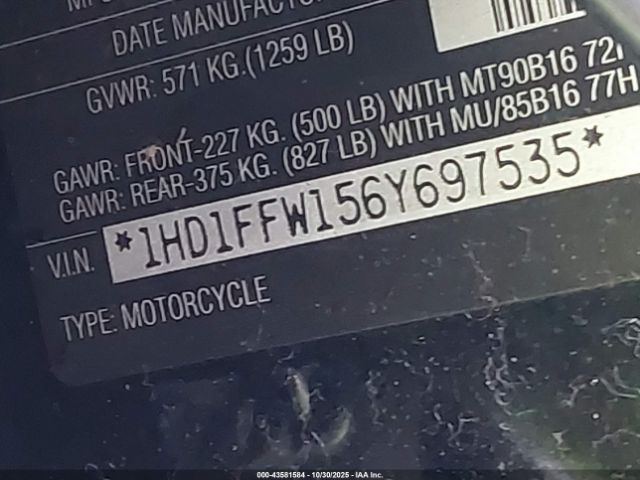 DATE MANUFACTUR
GVWR: 571 KG.(1259 LB)
GAWR: FRONT-227 KG. (500 LB) WITH MT90B16 72
GAWR: REAR-375 KG. (827 LB) WITH MU/85B16 77H
V.I.N. *1HD1FFW156Y697535*
TYPE: MOTORCYCLE
000-43581584 - 10/30/2025 - IAA Inc.